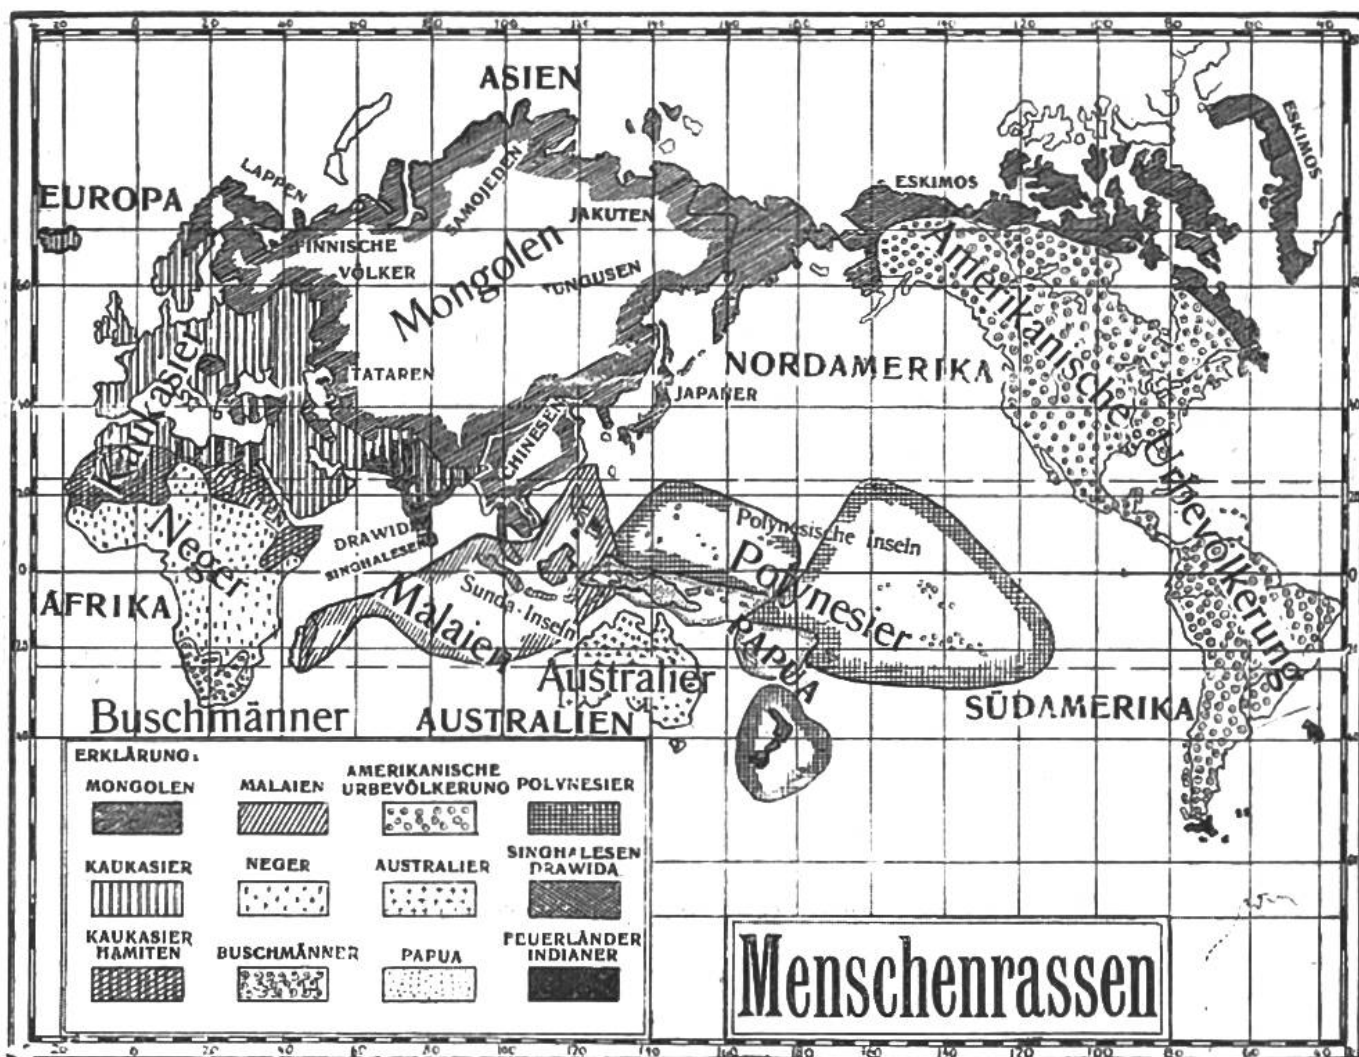 ASIEN
EUROPA
LAPPEN
SAMOJEDEN
JAKUTEN
FINNISCHE
VÖLKER
Mongolen
TUNGUSEN
TATAREN
Kaukasier
CHINESEN
JAPANER
ESKIMOS
ESKIMOS
NORDAMERIKA
Amerikanische Urbevölkerung
Neger
DRAWIDA
SINGHALESEN
AFRIKA
Malaien
Sunda-Inseln
Polynesische Inseln
Polynesier
PAPUA
Australier
Buschmänner
AUSTRALIEN
SÜDAMERIKA
ERKLÄRUNG:
MONGOLEN
MALAIEN
AMERIKANISCHE
URBEVÖLKERUNG
POLYNESIER
KAUKASIER
NEGER
AUSTRALIER
SINGHALESEN
DRAWIDA
KAUKASIER
HAMITEN
BUSCHMÄNNER
PAPUA
FEUERLÄNDER
INDIANER
Menschenrassen